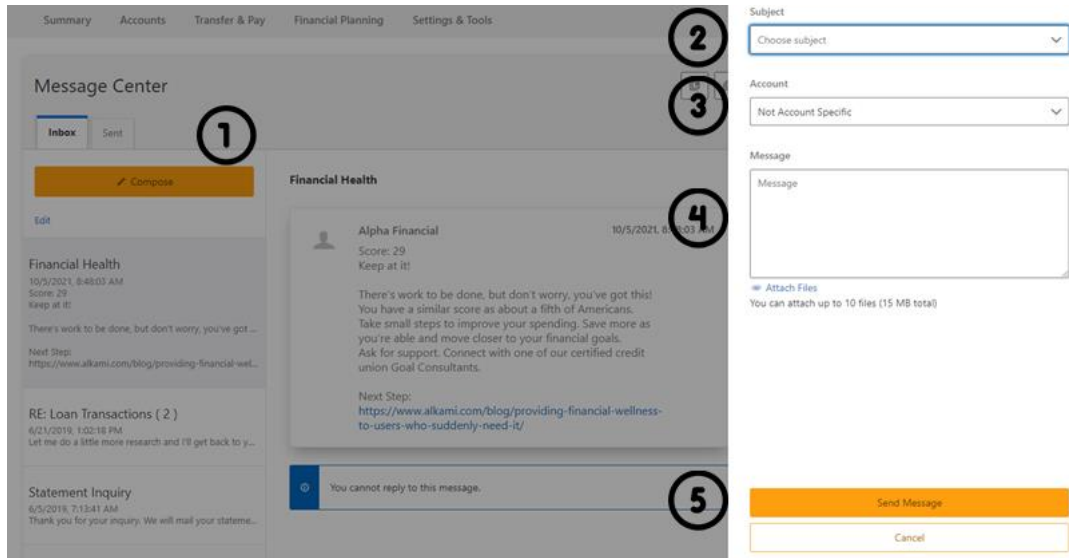 Summary Accounts Transfer & Pay Financial Planning Settings & Tools
Message Center
Inbox Sent
1
Compose
Edit
Financial Health
10/5/2021, 8:48:03 AM
Score: 29
Keep at it!
There's work to be done, but don't worry, you've got ...
Next Step:
https://www.alkami.com/blog/providing-financial-wel...
RE: Loan Transactions ( 2 )
6/21/2019, 1:02:18 PM
Let me do a little more research and I'll get back to y...
Statement Inquiry
6/5/2019, 7:13:41 AM
Thank you for your inquiry. We will mail your stateme...
Financial Health
Alpha Financial
10/5/2021, 8: :03 AM
Score: 29
Keep at it!
There's work to be done, but don't worry, you've got this!
You have a similar score as about a fifth of Americans.
Take small steps to improve your spending. Save more as
you're able and move closer to your financial goals.
Ask for support. Connect with one of our certified credit
union Goal Consultants.
Next Step:
https://www.alkami.com/blog/providing-financial-wellness-
to-users-who-suddenly-need-it/
You cannot reply to this message.
2
Subject
Choose subject
3
Account
Not Account Specific
4
Message
Message
Attach Files
You can attach up to 10 files (15 MB total)
5
Send Message
Cancel